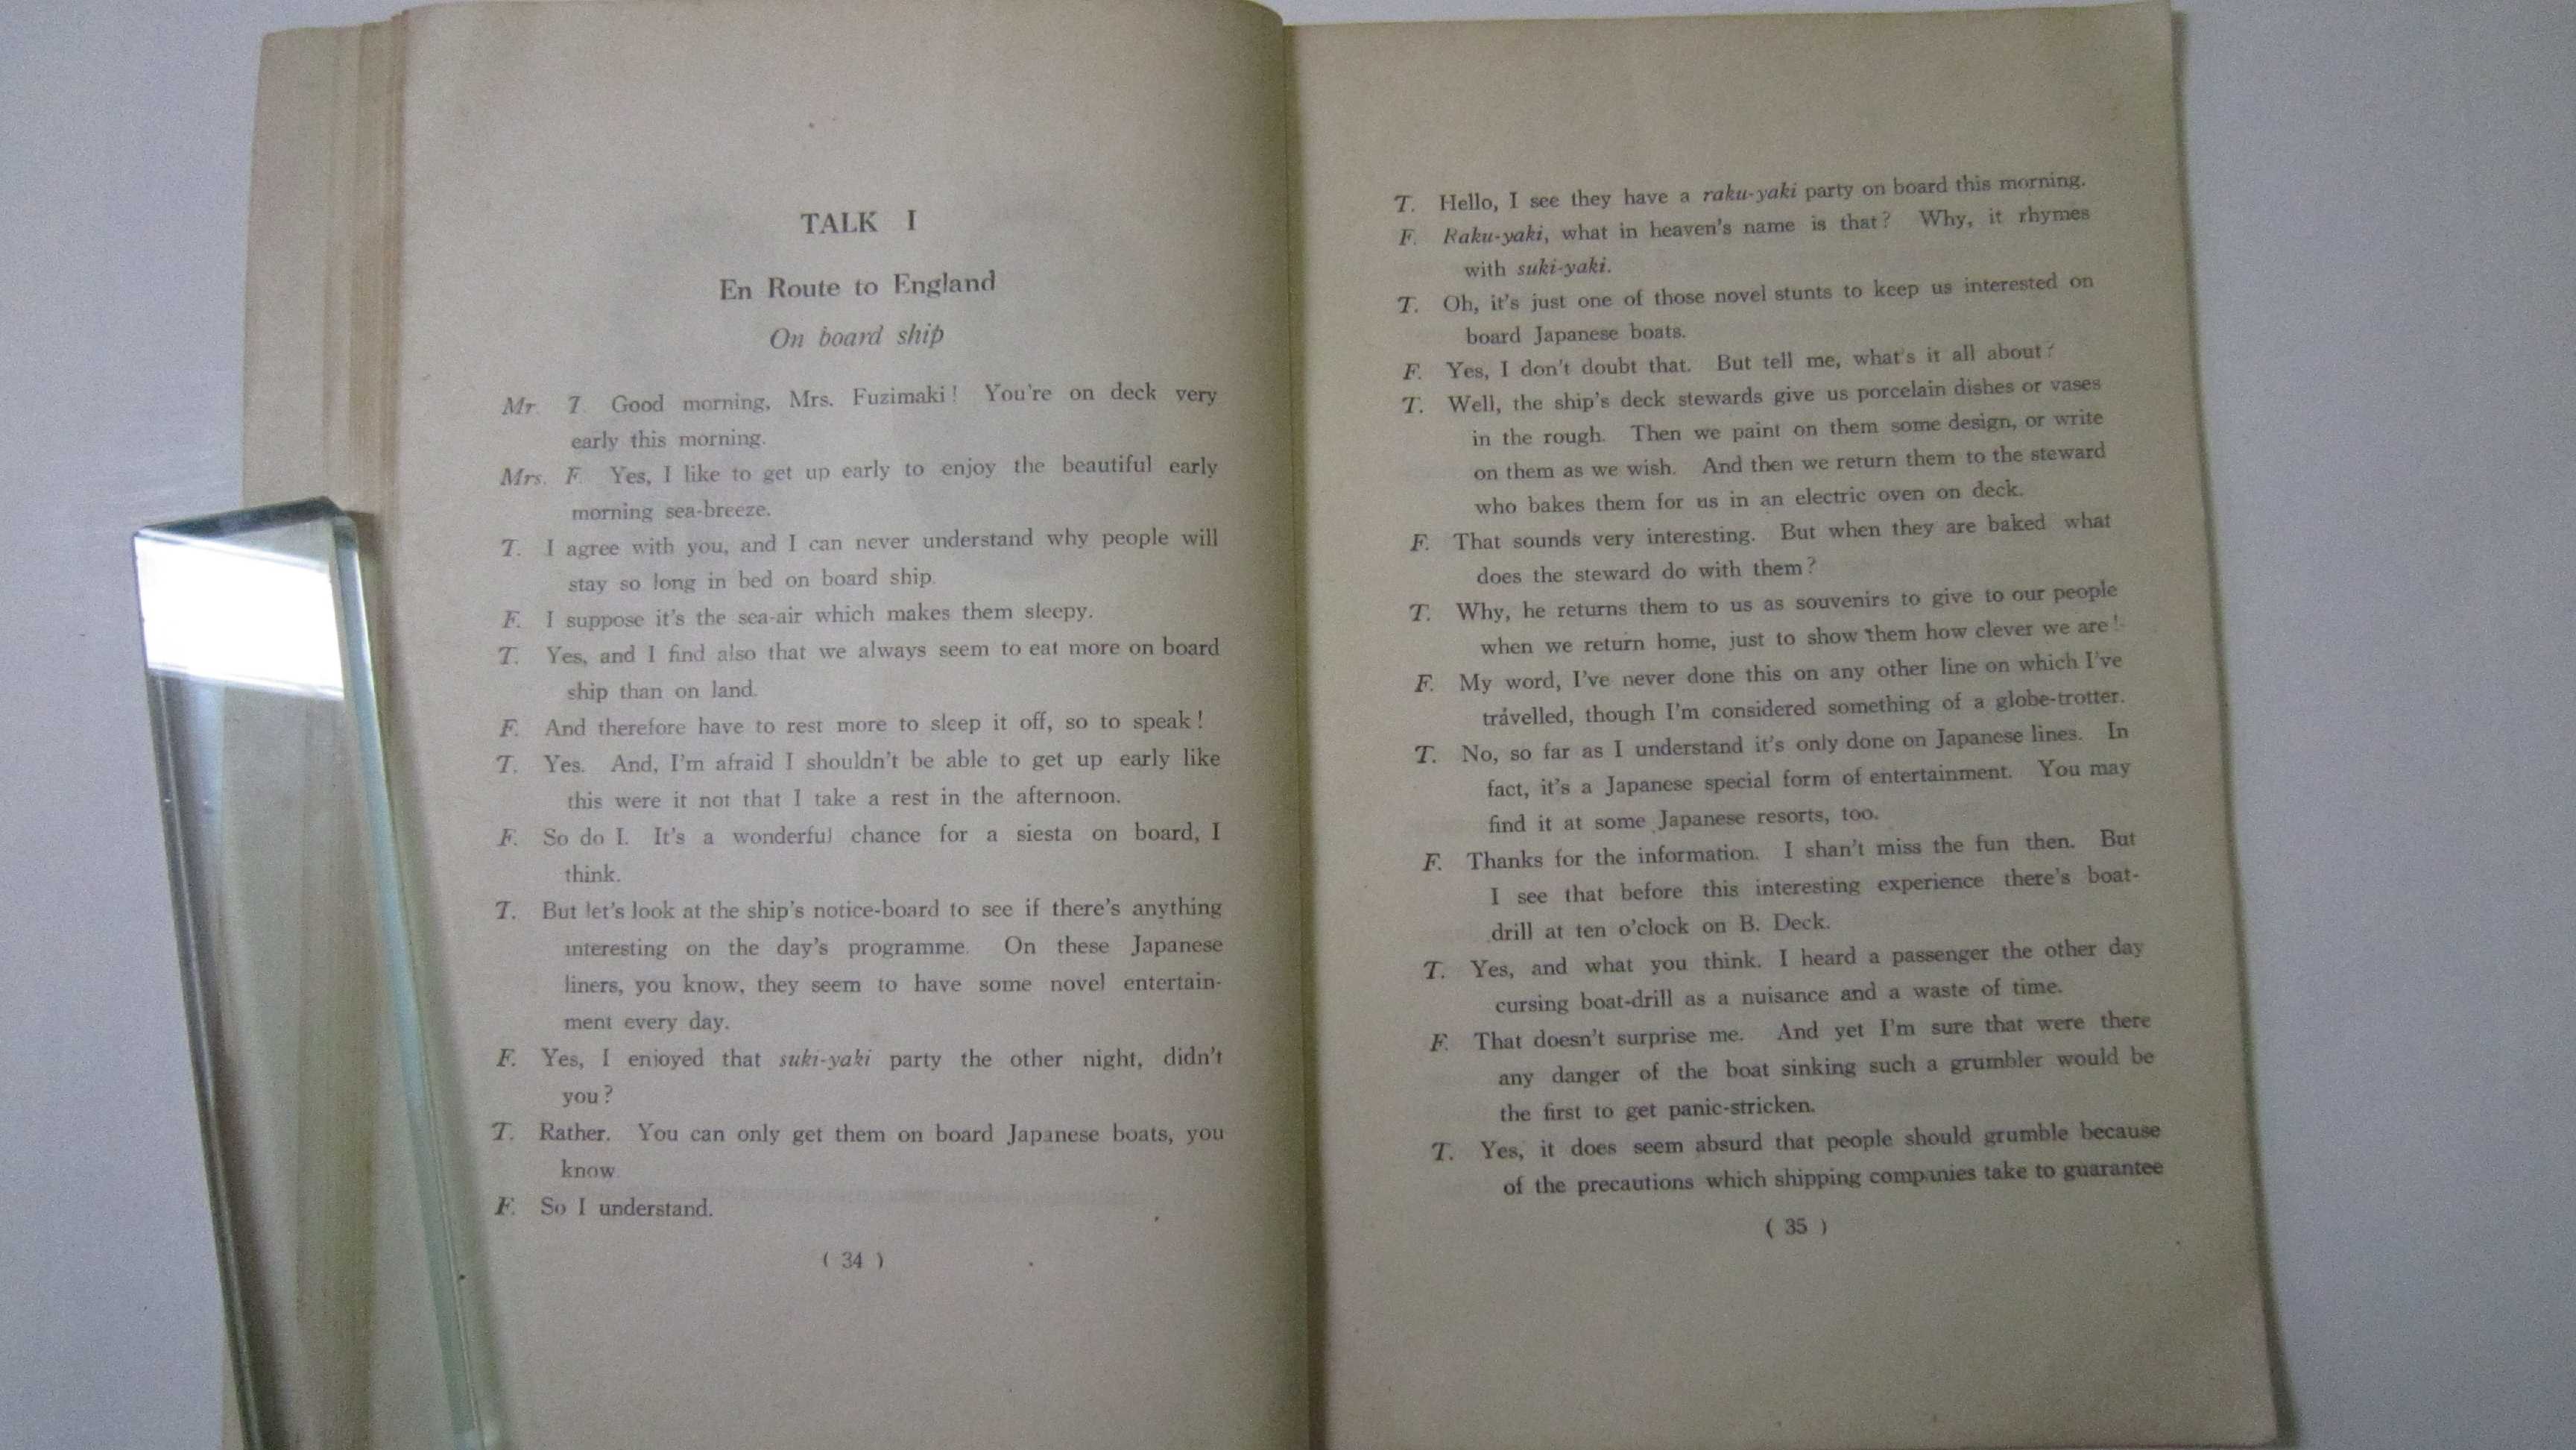 TALK I
En Route to England
On board ship
Mr. T. Good morning, Mrs. Fuzimaki! You're on deck very
early this morning.
Mrs. F. Yes, I like to get up early to enjoy the beautiful early
morning sea-breeze.
T. I agree with you, and I can never understand why people will
stay so long in bed on board ship.
F. I suppose it's the sea-air which makes them sleepy.
T. Yes, and I find also that we always seem to eat more on board
ship than on land.
F. And therefore have to rest more to sleep it off, so to speak!
T. Yes. And, I'm afraid I shouldn't be able to get up early like
this were it not that I take a rest in the afternoon.
F. So do I. It's a wonderful chance for a siesta on board, I
think.
T. But let's look at the ship's notice-board to see if there's anything
interesting on the day's programme. On these Japanese
liners, you know, they seem to have some novel entertain-
ment every day.
F. Yes, I enjoyed that suki-yaki party the other night, didn't
you?
T. Rather. You can only get them on board Japanese boats, you
know
F. So I understand.
( 34 )
T. Hello, I see they have a raku-yaki party on board this morning.
F. Raku-yaki, what in heaven's name is that? Why, it rhymes
with suki-yaki.
T. Oh, it's just one of those novel stunts to keep us interested on
board Japanese boats.
F. Yes, I don't doubt that. But tell me, what's it all about?
T. Well, the ship's deck stewards give us porcelain dishes or vases
in the rough. Then we paint on them some design, or write
on them as we wish. And then we return them to the steward
who bakes them for us in an electric oven on deck.
F. That sounds very interesting. But when they are baked what
does the steward do with them?
T. Why, he returns them to us as souvenirs to give to our people
when we return home, just to show them how clever we are!
F. My word, I've never done this on any other line on which I've
travelled, though I'm considered something of a globe-trotter.
T. No, so far as I understand it's only done on Japanese lines. In
fact, it's a Japanese special form of entertainment. You may
find it at some Japanese resorts, too.
F. Thanks for the information. I shan't miss the fun then. But
I see that before this interesting experience there's boat-
drill at ten o'clock on B. Deck.
T. Yes, and what you think. I heard a passenger the other day
cursing boat-drill as a nuisance and a waste of time.
F. That doesn't surprise me. And yet I'm sure that were there
any danger of the boat sinking such a grumbler would be
the first to get panic-stricken.
T. Yes, it does seem absurd that people should grumble because
of the precautions which shipping companies take to guarantee
( 35 )